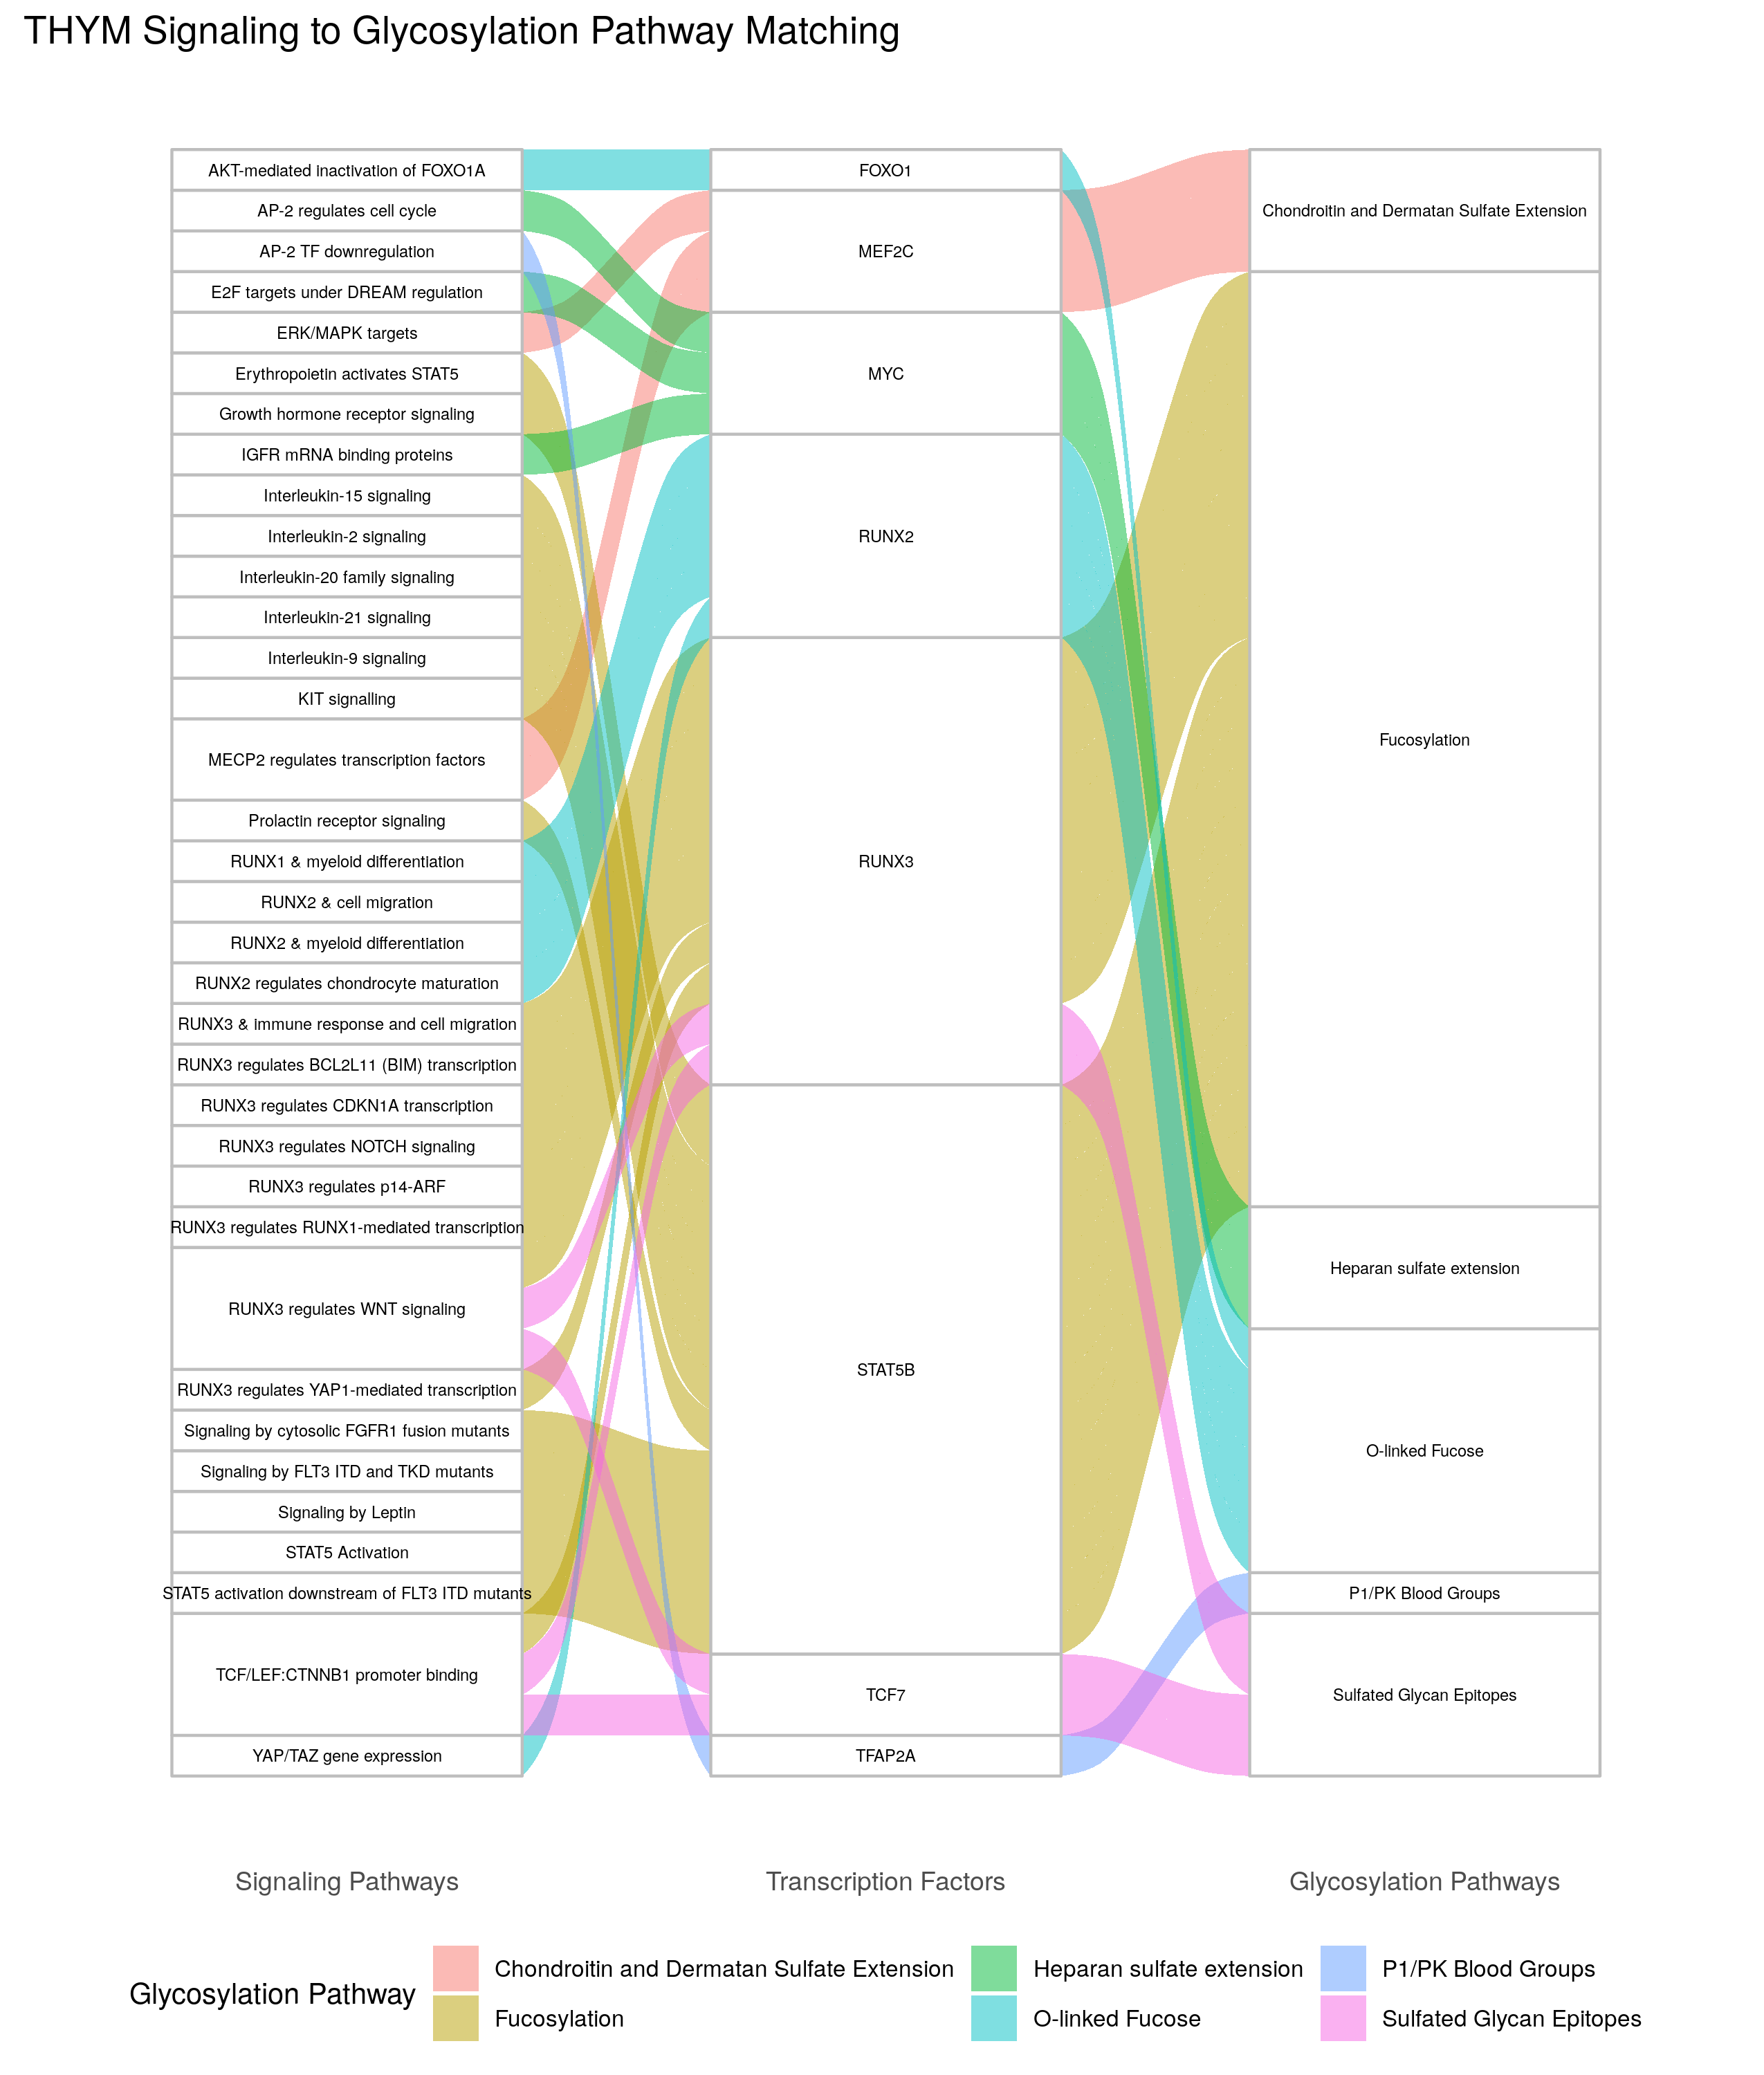 THYM Signaling to Glycosylation Pathway Matching
AKT-mediated inactivation of FOXO1A
AP-2 regulates cell cycle
AP-2 TF downregulation
E2F targets under DREAM regulation
ERK/MAPK targets
Erythropoietin activates STAT5
Growth hormone receptor signaling
IGFR mRNA binding proteins
Interleukin-15 signaling
Interleukin-2 signaling
Interleukin-20 family signaling
Interleukin-21 signaling
Interleukin-9 signaling
KIT signalling
MECP2 regulates transcription factors
Prolactin receptor signaling
RUNX1 & myeloid differentiation
RUNX2 & cell migration
RUNX2 & myeloid differentiation
RUNX2 regulates chondrocyte maturation
RUNX3 & immune response and cell migration
RUNX3 regulates BCL2L11 (BIM) transcription
RUNX3 regulates CDKN1A transcription
RUNX3 regulates NOTCH signaling
RUNX3 regulates p14-ARF
RUNX3 regulates RUNX1-mediated transcription
RUNX3 regulates WNT signaling
RUNX3 regulates YAP1-mediated transcription
Signaling by cytosolic FGFR1 fusion mutants
Signaling by FLT3 ITD and TKD mutants
Signaling by Leptin
STAT5 Activation
STAT5 activation downstream of FLT3 ITD mutants
TCF/LEF:CTNNB1 promoter binding
YAP/TAZ gene expression
FOXO1
MEF2C
MYC
RUNX2
RUNX3
STAT5B
TCF7
TFAP2A
Chondroitin and Dermatan Sulfate Extension
Fucosylation
Heparan sulfate extension
O-linked Fucose
P1/PK Blood Groups
Sulfated Glycan Epitopes
Signaling Pathways
Transcription Factors
Glycosylation Pathways
Glycosylation Pathway
Chondroitin and Dermatan Sulfate Extension
Fucosylation
Heparan sulfate extension
O-linked Fucose
P1/PK Blood Groups
Sulfated Glycan Epitopes